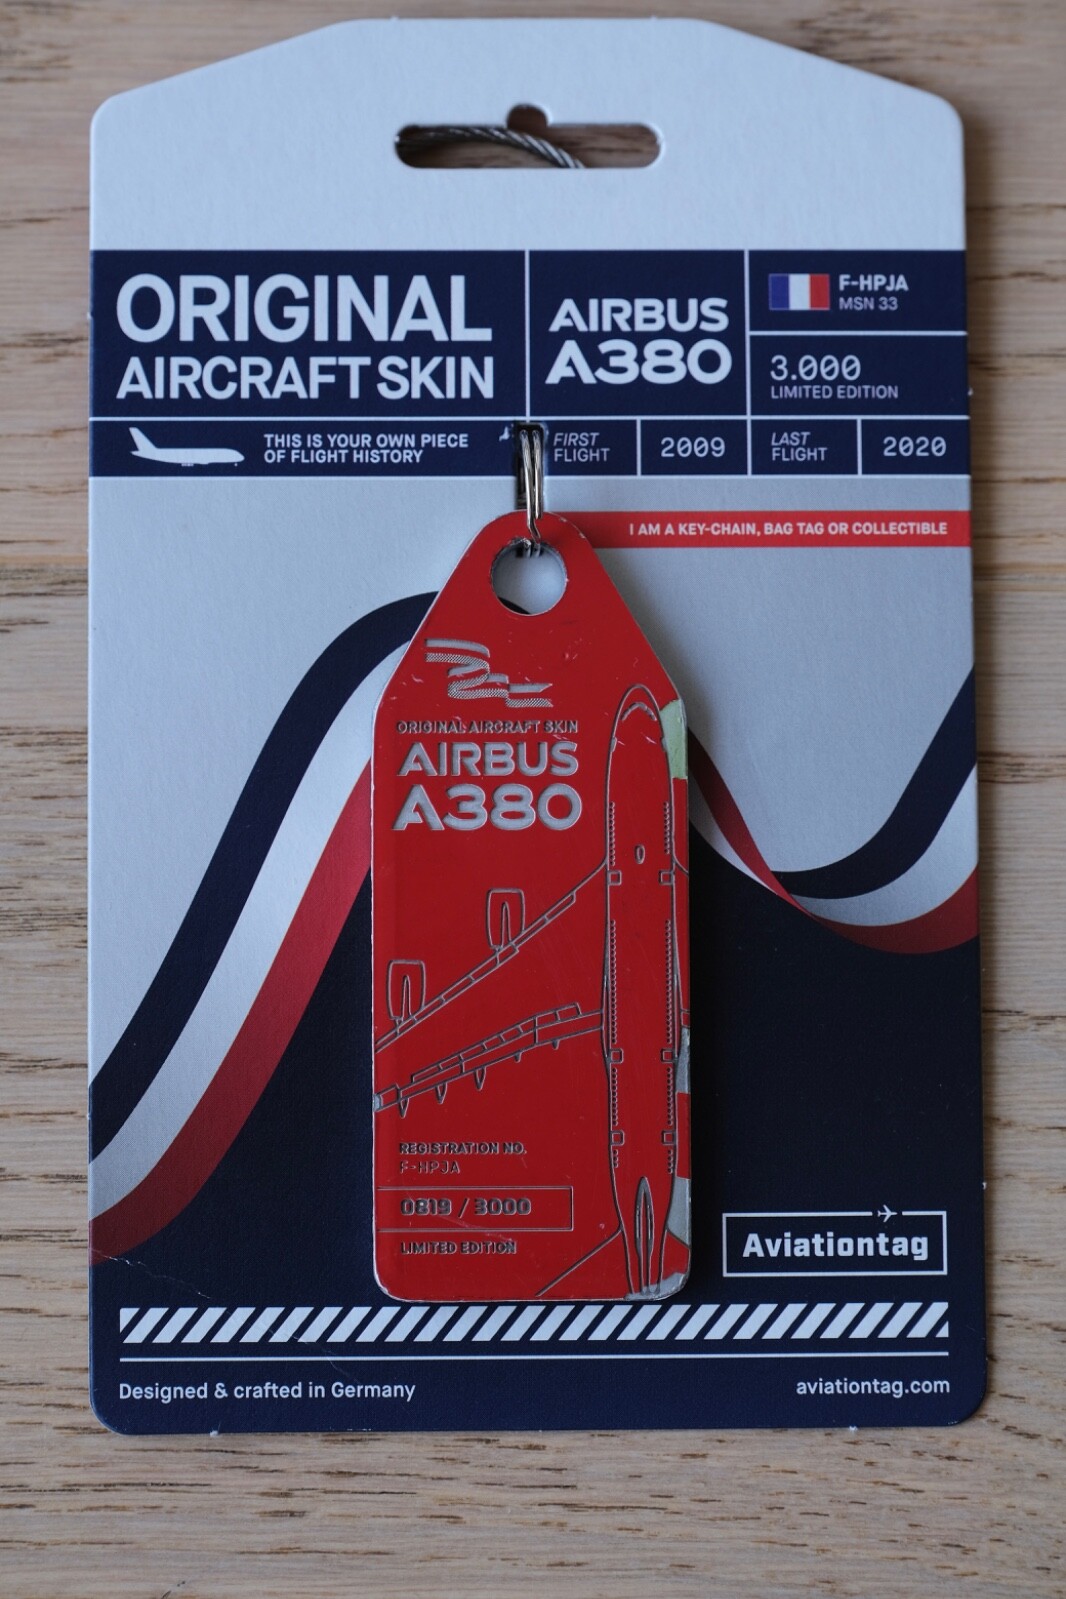 ORIGINAL
AIRCRAFT SKIN
AIRBUS
A380
F-HPJA
MSN 33
3.000
LIMITED EDITION
THIS IS YOUR OWN PIECE
OF FLIGHT HISTORY
FIRST
FLIGHT
2009
LAST
FLIGHT
2020
I AM A KEY-CHAIN, BAG TAG OR COLLECTIBLE
ORIGINAL AIRCRAFT SKIN
AIRBUS
A380
REGISTRATION NO.
F-HPJA
0819 / 3000
LIMITED EDITION
Aviationtag
Designed & crafted in Germany
aviationtag.com